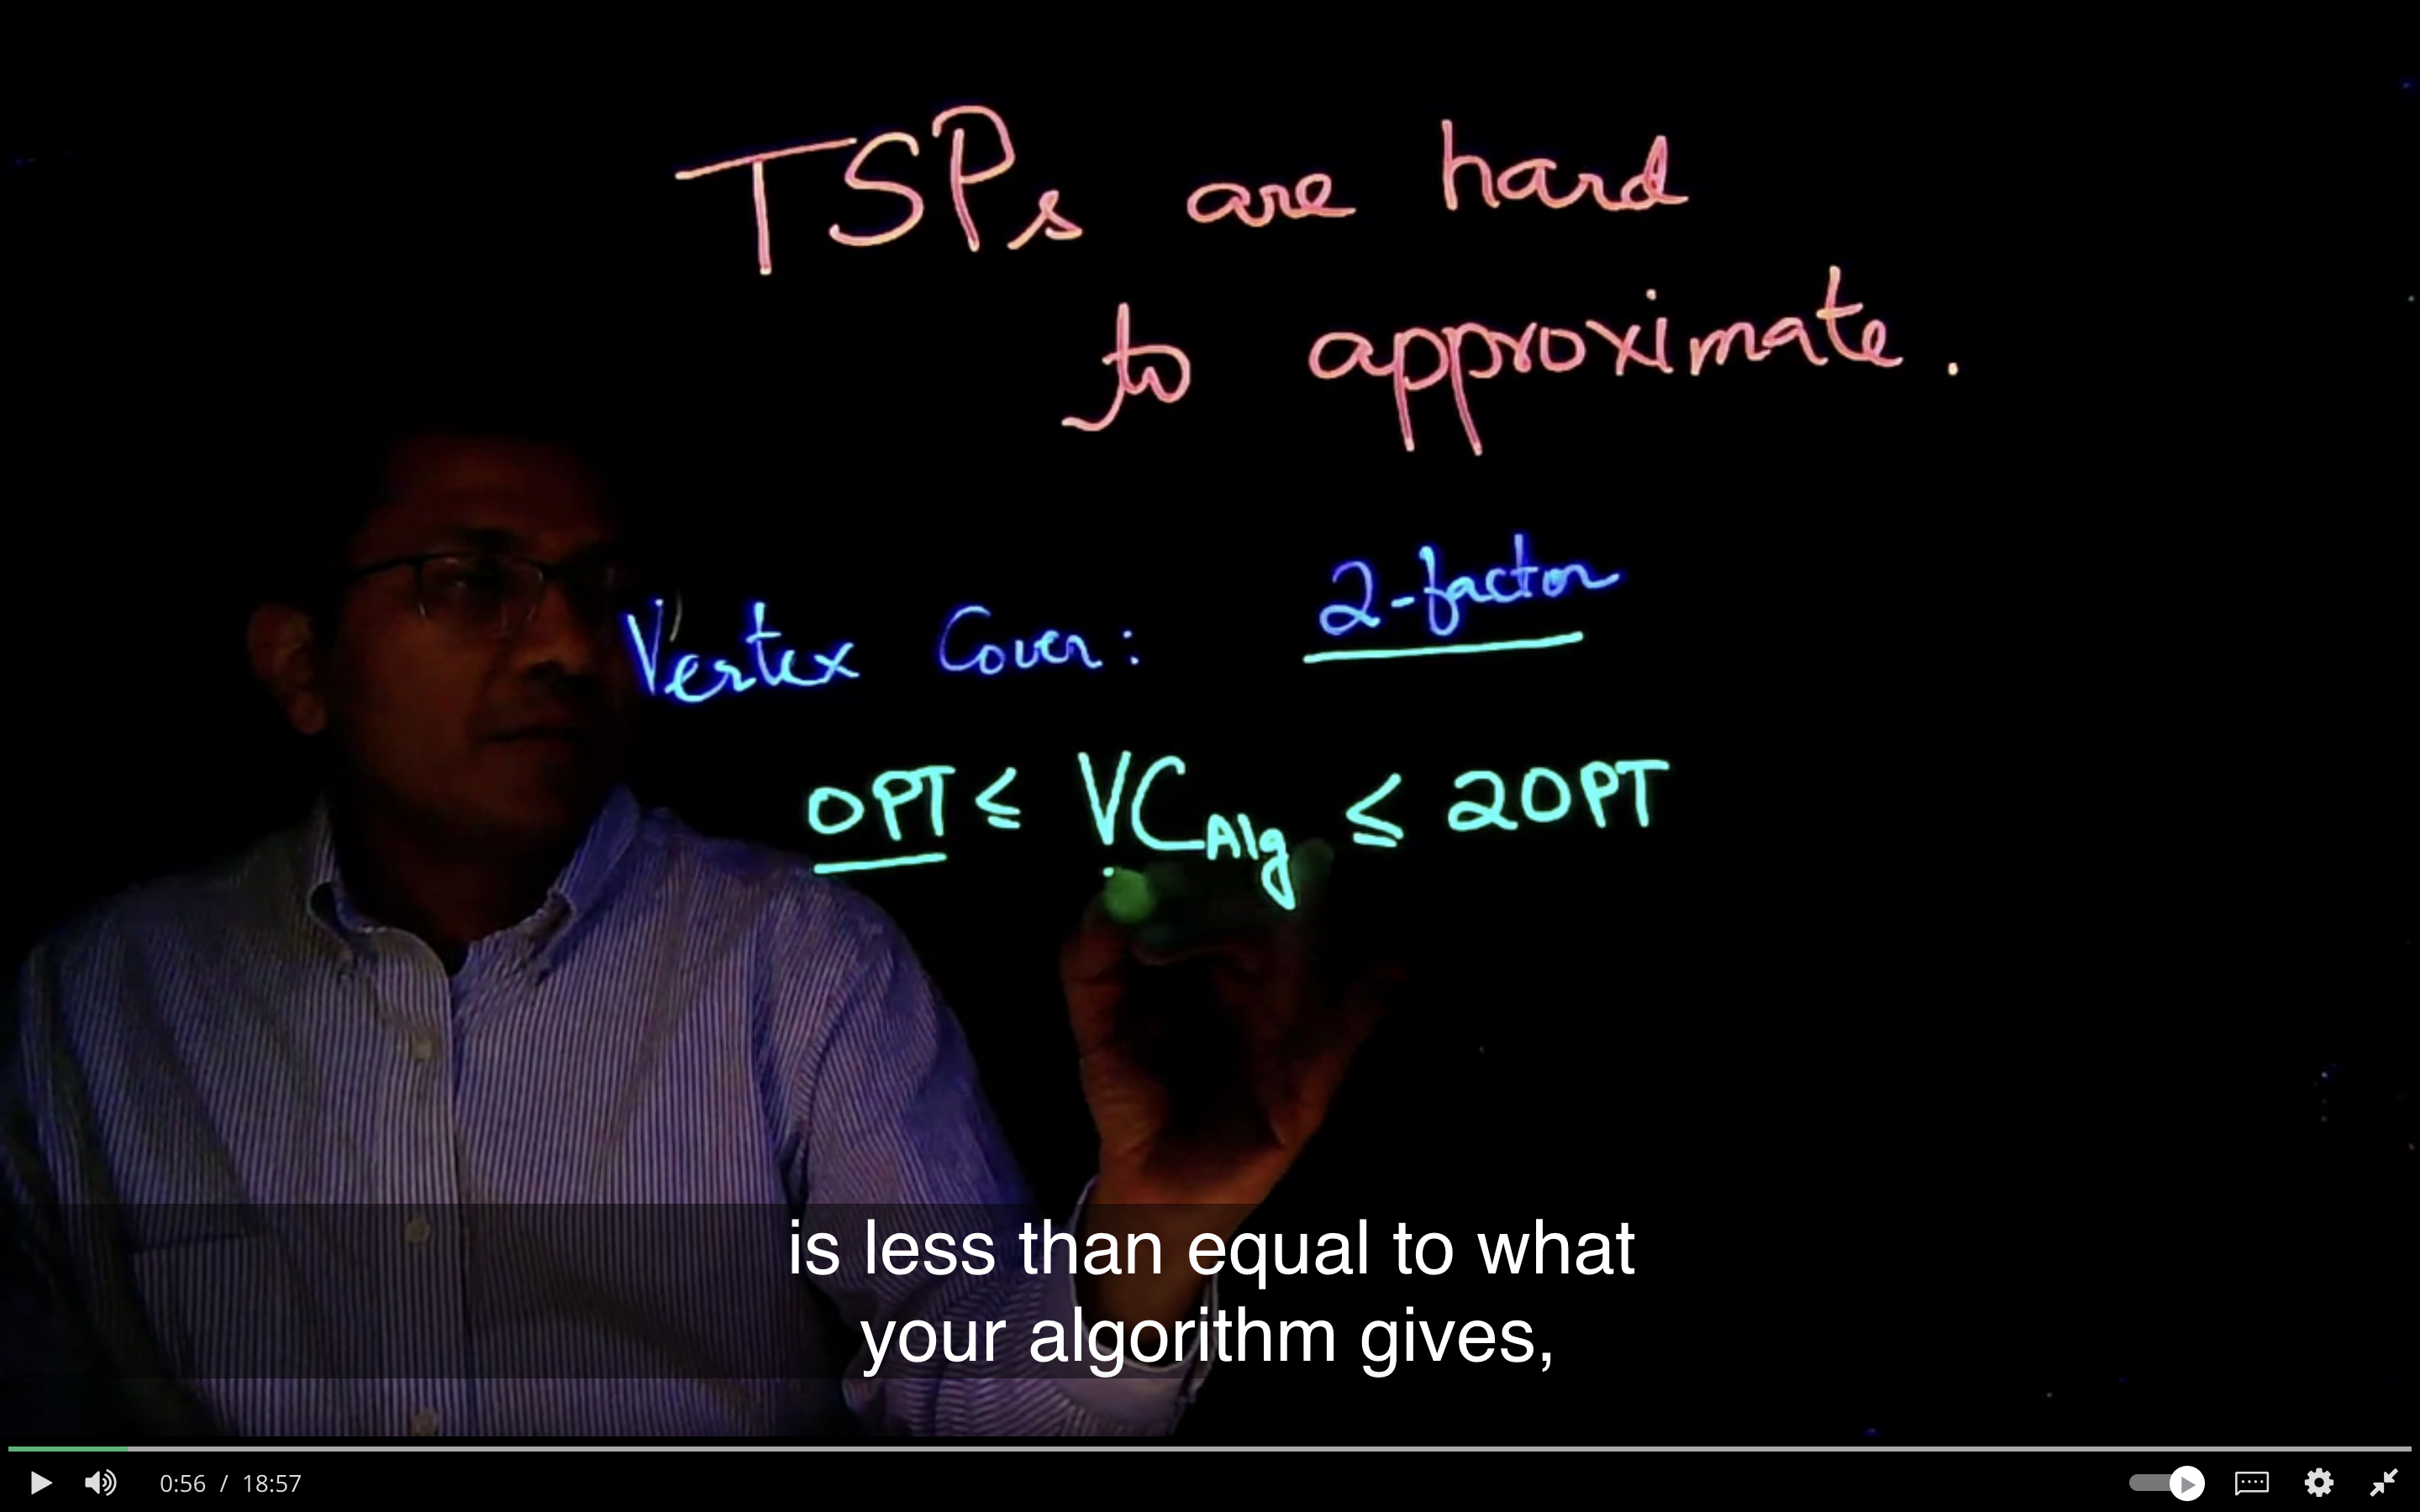 TSPs are hard
to approximate.
Vertex Cover: 2-factor
OPT ≤ VC_Alg ≤ 2OPT
is less than equal to what
your algorithm gives,
0:56 / 18:57